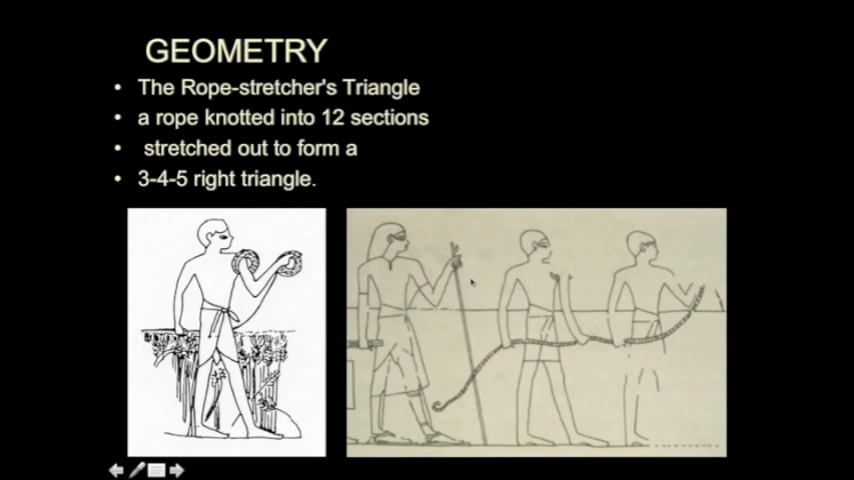 GEOMETRY
• The Rope-stretcher's Triangle
• a rope knotted into 12 sections
• stretched out to form a
• 3-4-5 right triangle.